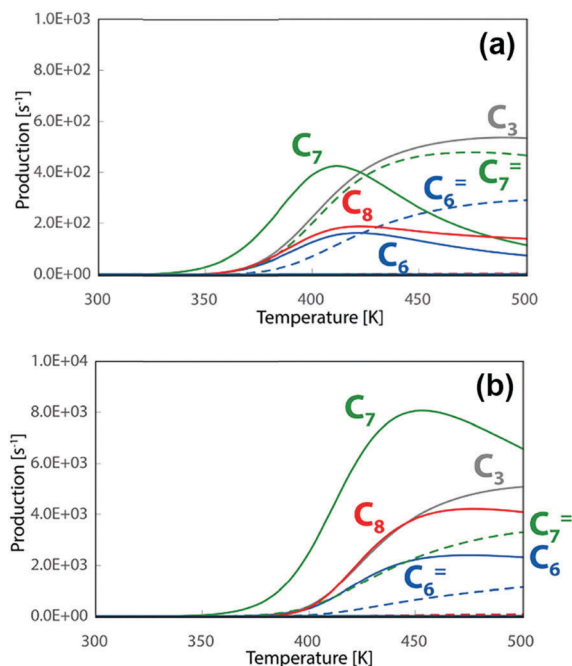 (a)
Production [s⁻¹]
1.0E+03
8.0E+02
6.0E+02
4.0E+02
2.0E+02
0.0E+00
C₃
C₇
C₇⁼
C₆⁼
C₈
C₆
300 350 400 450 500
Temperature [K]
(b)
Production [s⁻¹]
1.0E+04
8.0E+03
6.0E+03
4.0E+03
2.0E+03
0.0E+00
C₇
C₃
C₈
C₇⁼
C₆
C₆⁼
300 350 400 450 500
Temperature [K]